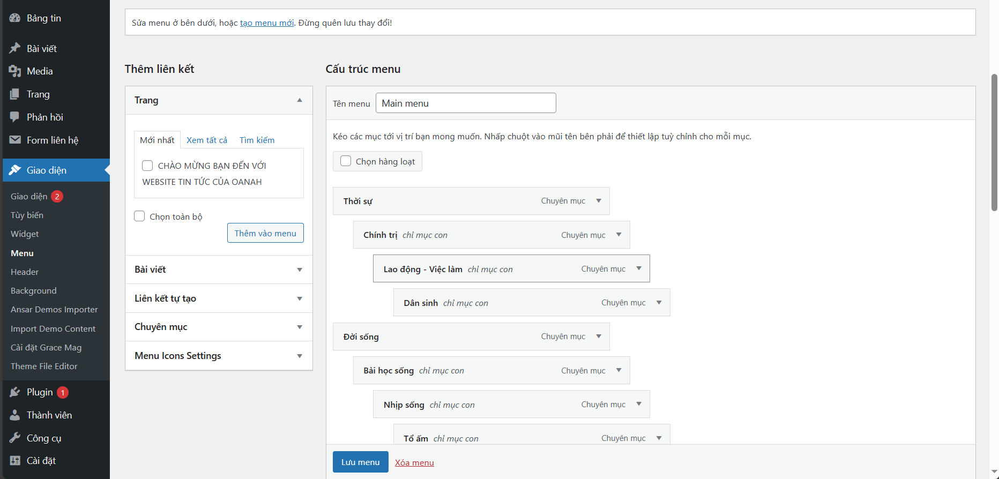 Bảng tin
Bài viết
Media
Trang
Phản hồi
Form liên hệ
Giao diện
Giao diện 2
Tùy biến
Widget
Menu
Header
Background
Ansar Demos Importer
Import Demo Content
Cài đặt Grace Mag
Theme File Editor
Plugin 1
Thành viên
Công cụ
Cài đặt
Sửa menu ở bên dưới, hoặc tạo menu mới. Đừng quên lưu thay đổi!
Thêm liên kết
Trang
Mới nhất Xem tất cả Tìm kiếm
CHÀO MỪNG BẠN ĐẾN VỚI
WEBSITE TIN TỨC CỦA OANAH
Chọn toàn bộ
Thêm vào menu
Bài viết
Liên kết tự tạo
Chuyên mục
Menu Icons Settings
Cấu trúc menu
Tên menu Main menu
Kéo các mục tới vị trí bạn mong muốn. Nhấp chuột vào mũi tên bên phải để thiết lập tuỳ chỉnh cho mỗi mục.
Chọn hàng loạt
Thời sự Chuyên mục
Chính trị chỉ mục con Chuyên mục
Lao động - Việc làm chỉ mục con Chuyên mục
Dân sinh chỉ mục con Chuyên mục
Đời sống Chuyên mục
Bài học sống chỉ mục con Chuyên mục
Nhịp sống chỉ mục con Chuyên mục
Tổ ấm chỉ mục con Chuyên mục
Lưu menu Xóa menu